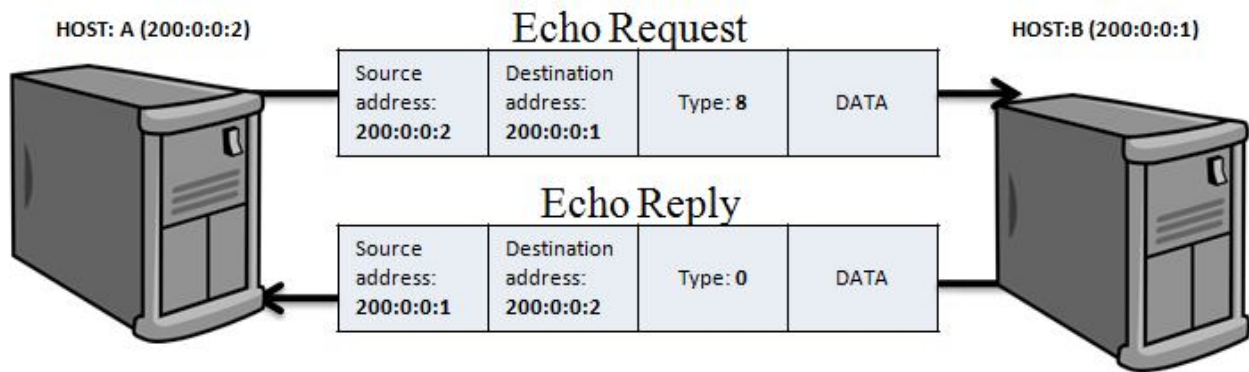 HOST: A (200:0:0:2)
Echo Request
HOST:B (200:0:0:1)
Source
address:
200:0:0:2
Destination
address:
200:0:0:1
Type: 8
DATA
Echo Reply
Source
address:
200:0:0:1
Destination
address:
200:0:0:2
Type: 0
DATA